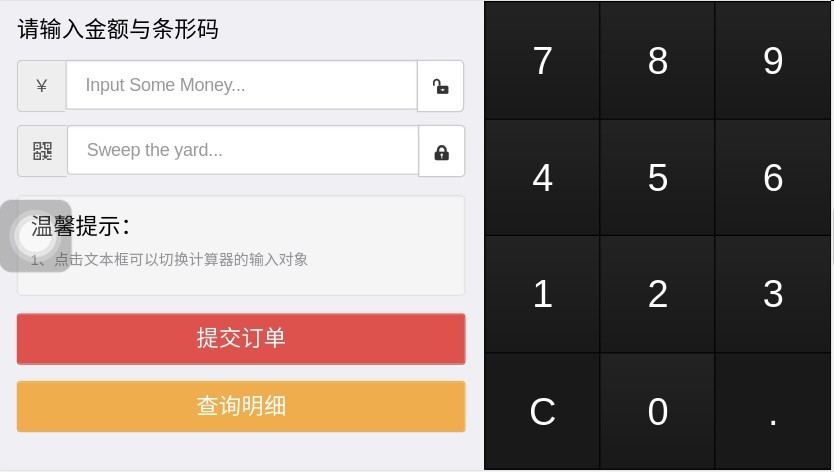 请输入金额与条形码
¥ Input Some Money...
Sweep the yard...
温馨提示：
1、点击文本框可以切换计算器的输入对象
提交订单
查询明细
7 8 9
4 5 6
1 2 3
C 0 .